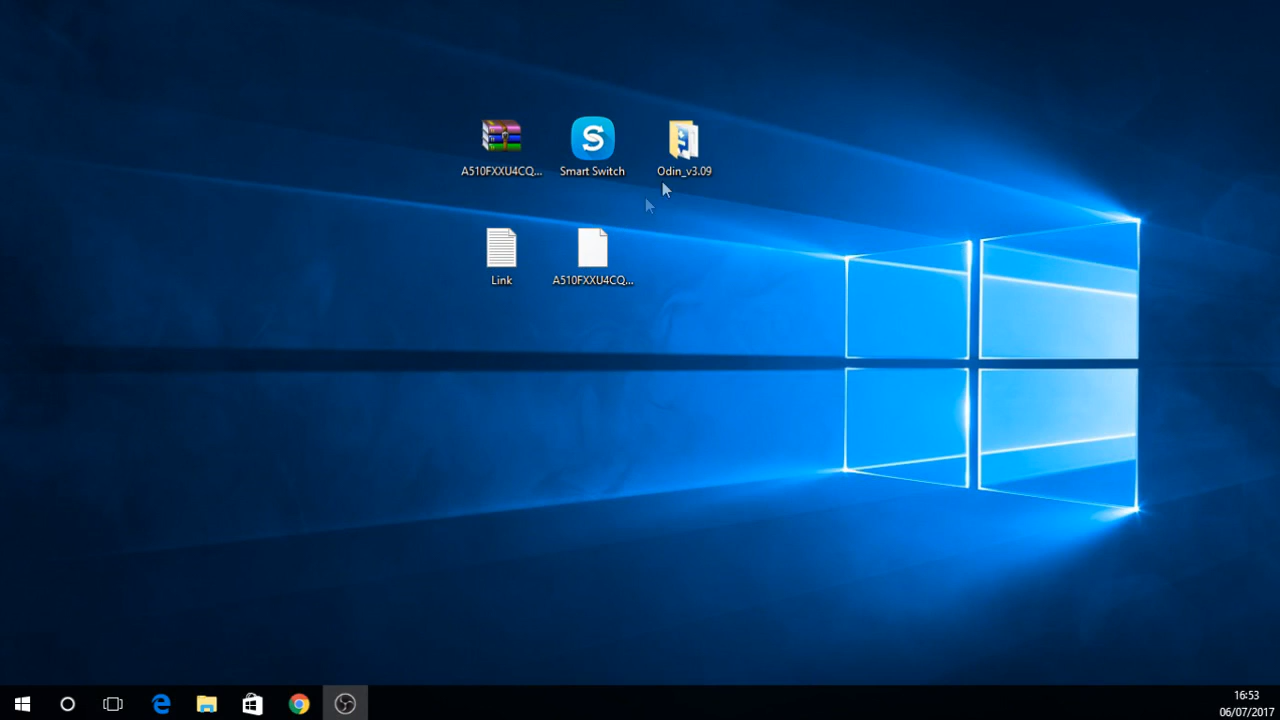 A510FXXU4CQ...
Smart Switch
Odin_v3.09
Link
A510FXXU4CQ...
16:53
06/07/2017